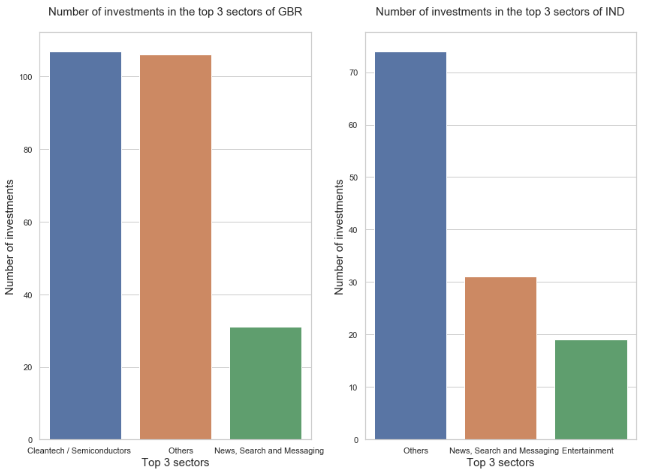 Number of investments in the top 3 sectors of GBR
Number of investments
100
80
60
40
20
0
Cleantech / Semiconductors
Others
News, Search and Messaging
Top 3 sectors
Number of investments in the top 3 sectors of IND
Number of investments
70
60
50
40
30
20
10
0
Others
News, Search and Messaging
Entertainment
Top 3 sectors